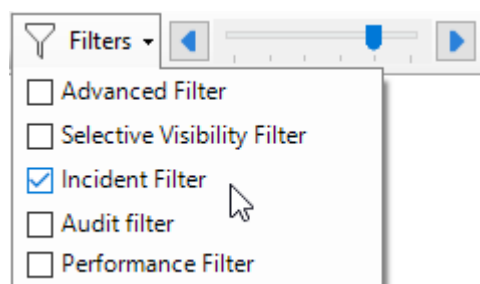 Filters
Advanced Filter
Selective Visibility Filter
Incident Filter
Audit filter
Performance Filter